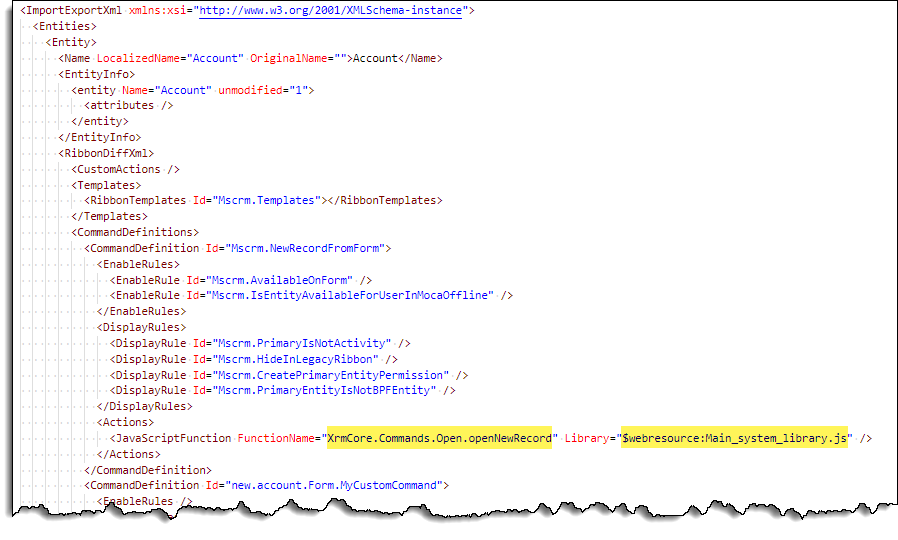 <ImportExportXml xmlns:xsi="http://www.w3.org/2001/XMLSchema-instance">
<Entities>
<Entity>
<Name LocalizedName="Account" OriginalName="">Account</Name>
<EntityInfo>
<entity Name="Account" unmodified="1">
<attributes />
</entity>
</EntityInfo>
<RibbonDiffXml>
<CustomActions />
<Templates>
<RibbonTemplates Id="Mscrm.Templates"></RibbonTemplates>
</Templates>
<CommandDefinitions>
<CommandDefinition Id="Mscrm.NewRecordFromForm">
<EnableRules>
<EnableRule Id="Mscrm.AvailableOnForm" />
<EnableRule Id="Mscrm.IsEntityAvailableForUserInMocaOffline" />
</EnableRules>
<DisplayRules>
<DisplayRule Id="Mscrm.PrimaryIsNotActivity" />
<DisplayRule Id="Mscrm.HideInLegacyRibbon" />
<DisplayRule Id="Mscrm.CreatePrimaryEntityPermission" />
<DisplayRule Id="Mscrm.PrimaryEntityIsNotBPFEntity" />
</DisplayRules>
<Actions>
<JavaScriptFunction FunctionName="XrmCore.Commands.Open.openNewRecord" Library="$webresource:Main_system_library.js" />
</Actions>
</CommandDefinition>
<CommandDefinition Id="new.account.Form.MyCustomCommand">
<EnableRules />